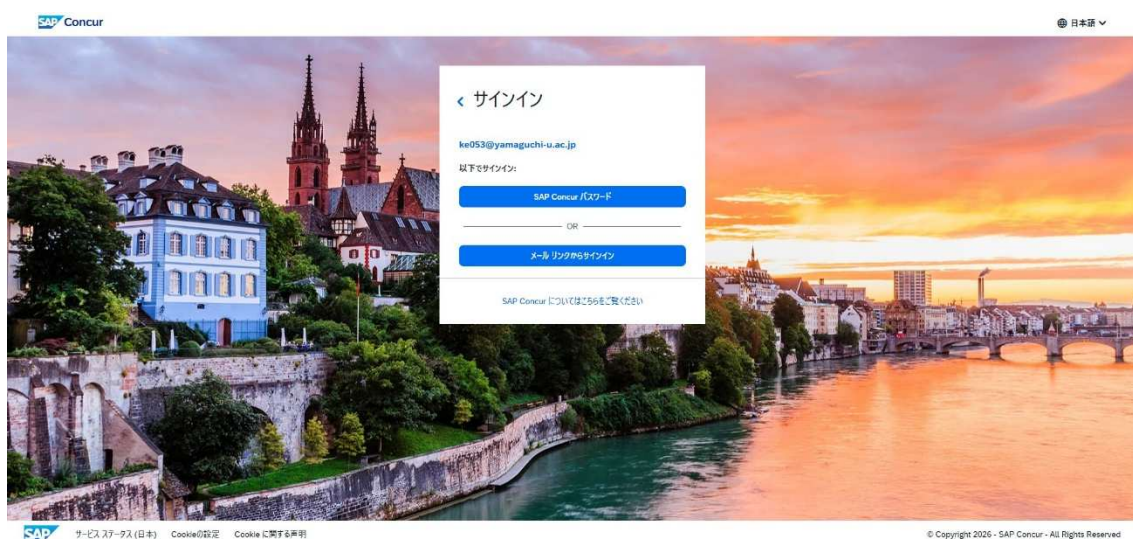 SAP Concur
日本語
サインイン
ke053@yamaguchi-u.ac.jp
以下でサインイン:
SAP Concur パスワード
OR
メール リンクからサインイン
SAP Concur についてはこちらをご覧ください
SAP サービス ステータス (日本) Cookieの設定 Cookie に関する声明 © Copyright 2026 - SAP Concur - All Rights Reserved